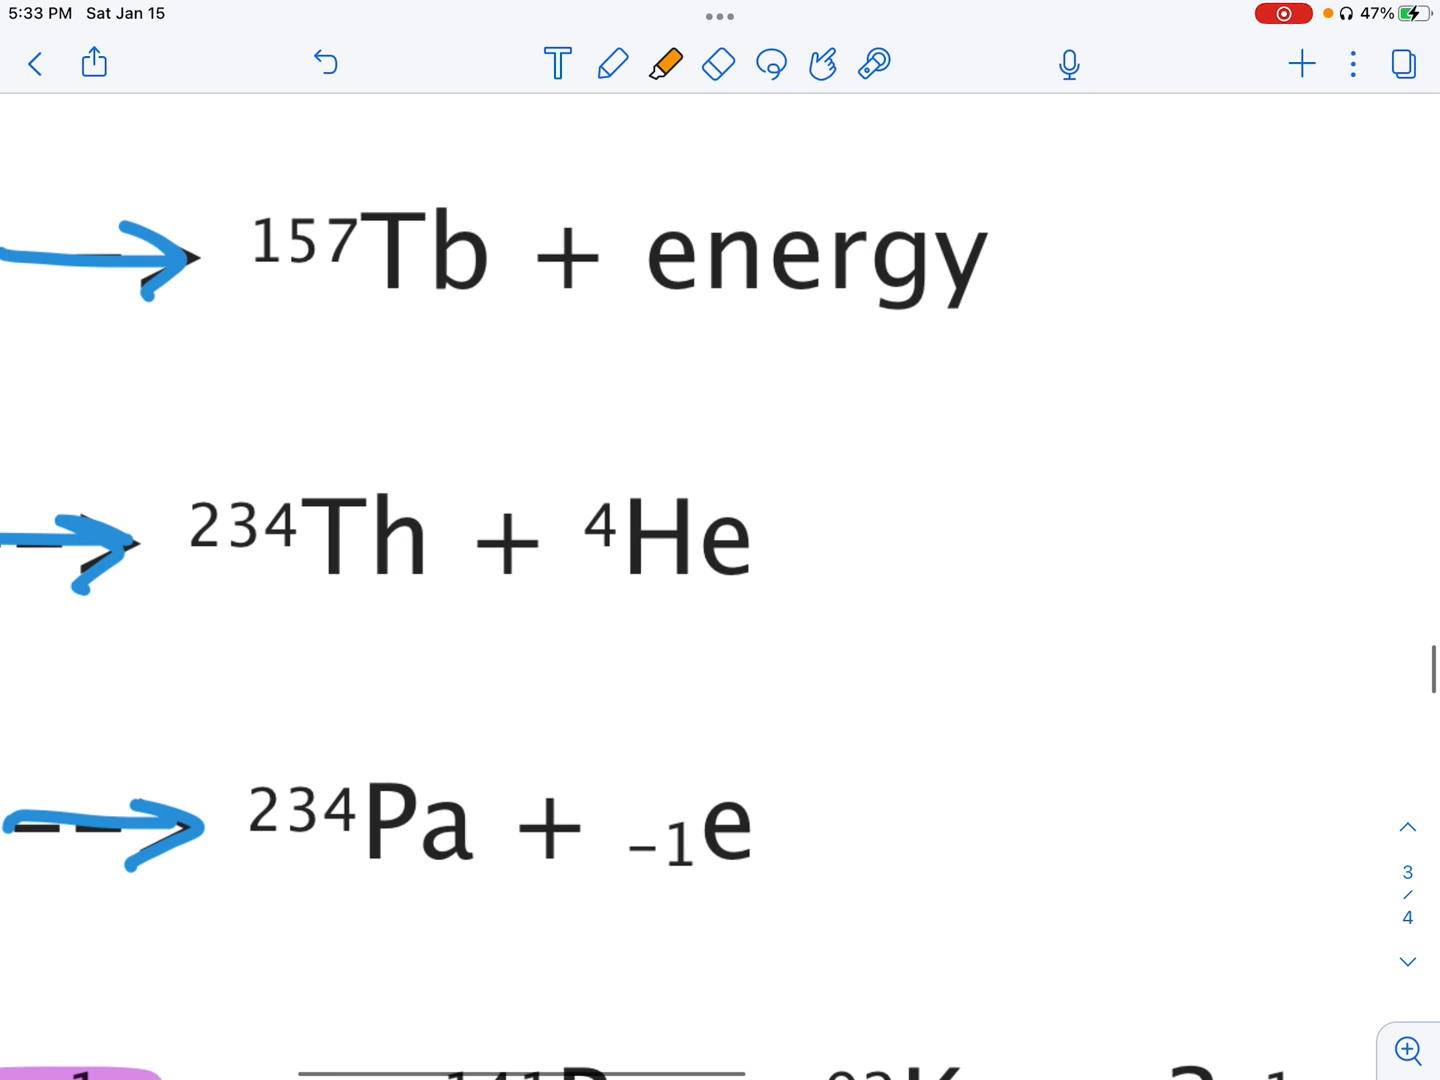 5:33 PM Sat Jan 15
47%
T
¹⁵⁷Tb + energy
²³⁴Th + ⁴He
²³⁴Pa + ₋₁e
3
/
4